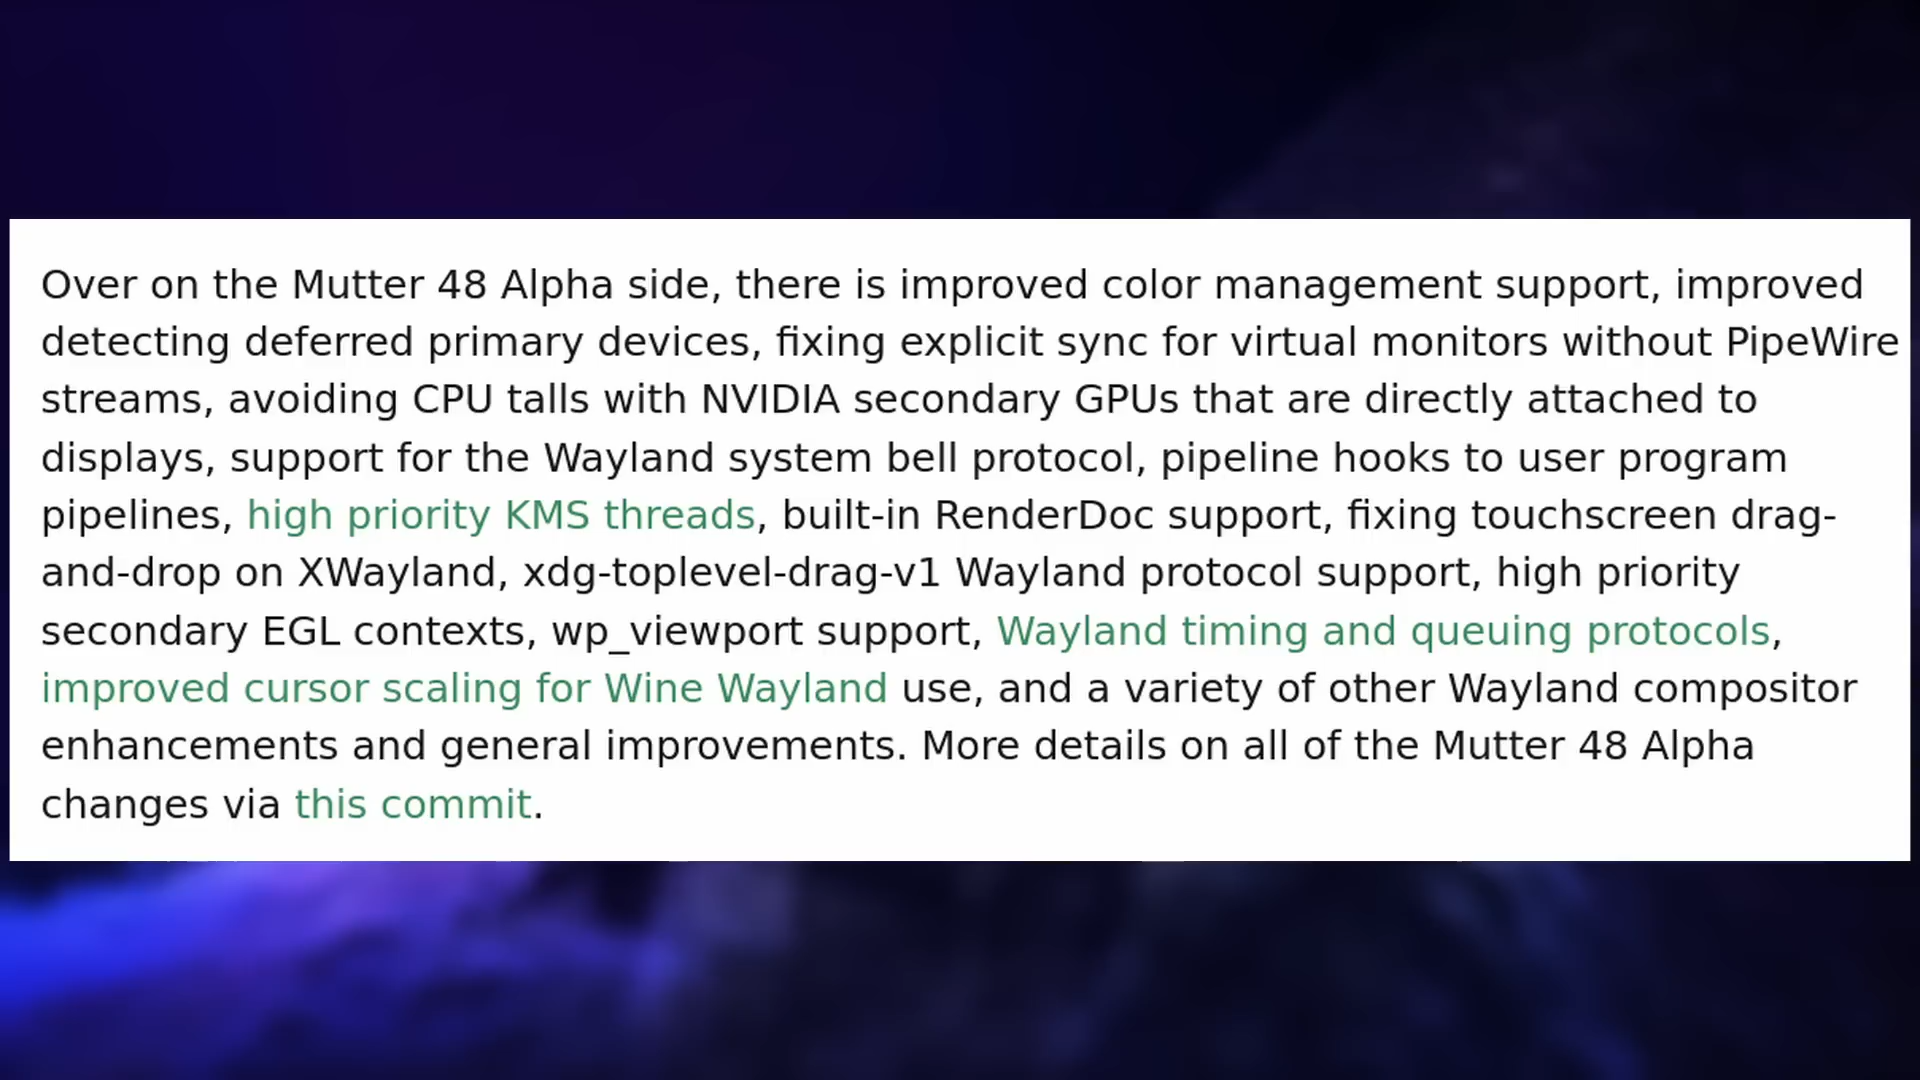 Over on the Mutter 48 Alpha side, there is improved color management support, improved
detecting deferred primary devices, fixing explicit sync for virtual monitors without PipeWire
streams, avoiding CPU talls with NVIDIA secondary GPUs that are directly attached to
displays, support for the Wayland system bell protocol, pipeline hooks to user program
pipelines, high priority KMS threads, built-in RenderDoc support, fixing touchscreen drag-
and-drop on XWayland, xdg-toplevel-drag-v1 Wayland protocol support, high priority
secondary EGL contexts, wp_viewport support, Wayland timing and queuing protocols,
improved cursor scaling for Wine Wayland use, and a variety of other Wayland compositor
enhancements and general improvements. More details on all of the Mutter 48 Alpha
changes via this commit.